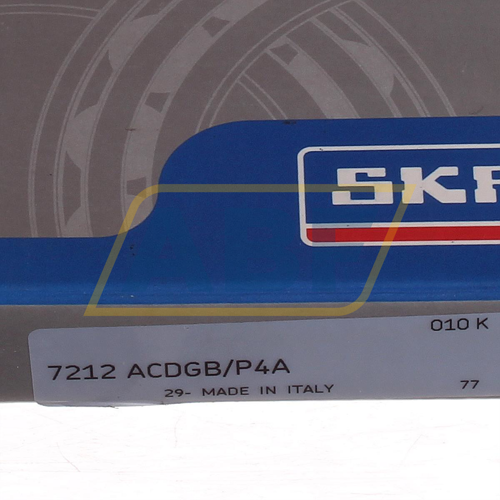 SKF
010 K
7212 ACDGB/P4A
29- MADE IN ITALY
77